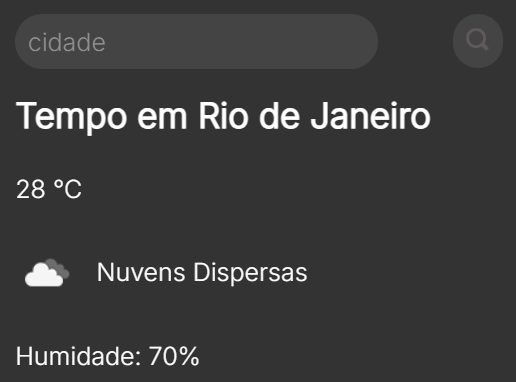 cidade
Tempo em Rio de Janeiro
28 °C
Nuvens Dispersas
Humidade: 70%